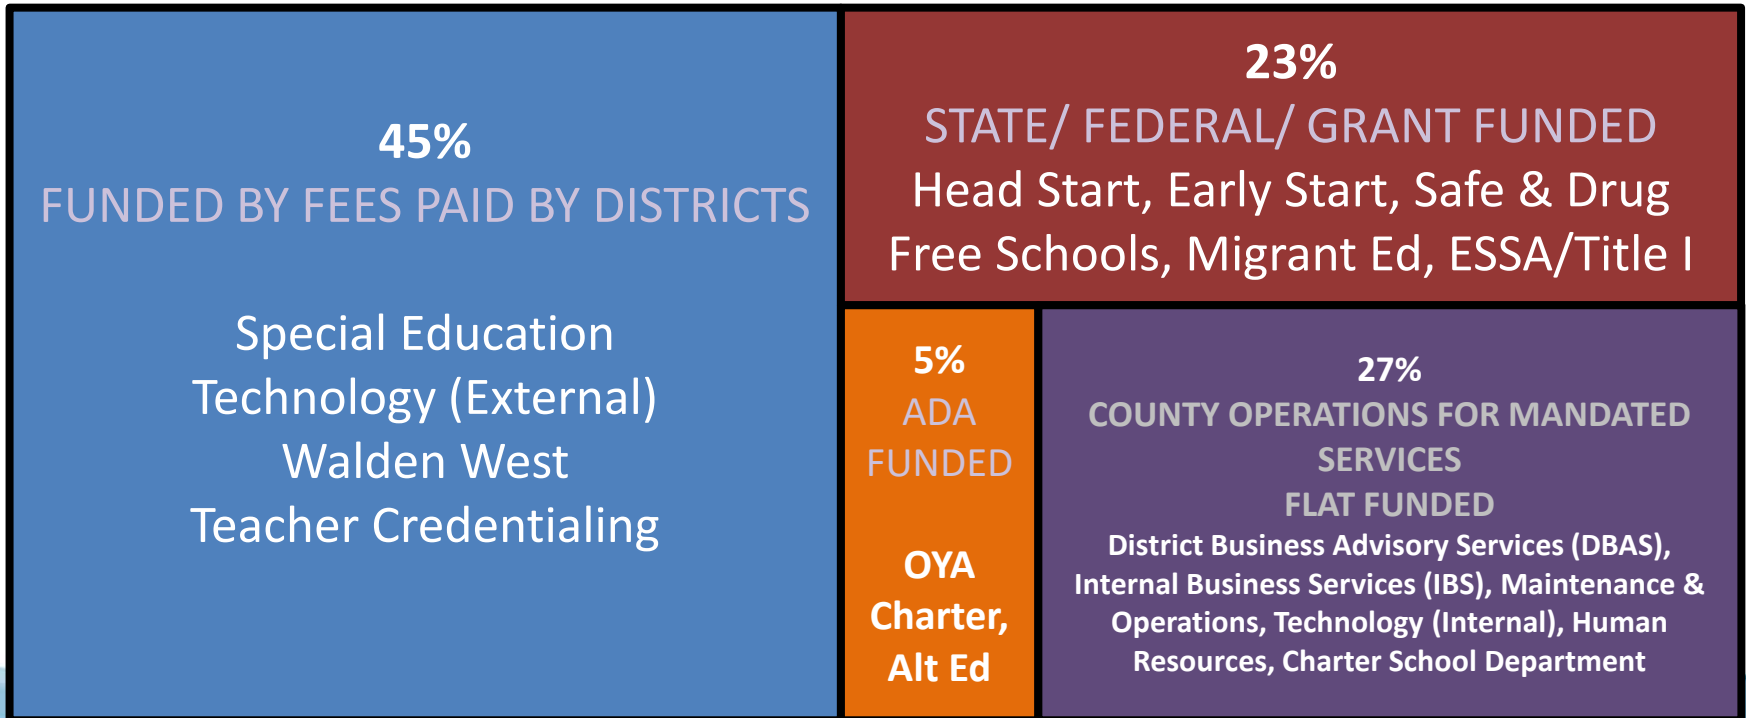 45%
FUNDED BY FEES PAID BY DISTRICTS
Special Education
Technology (External)
Walden West
Teacher Credentialing
23%
STATE/ FEDERAL/ GRANT FUNDED
Head Start, Early Start, Safe & Drug
Free Schools, Migrant Ed, ESSA/Title I
5%
ADA
FUNDED
OYA
Charter,
Alt Ed
27%
COUNTY OPERATIONS FOR MANDATED
SERVICES
FLAT FUNDED
District Business Advisory Services (DBAS),
Internal Business Services (IBS), Maintenance &
Operations, Technology (Internal), Human
Resources, Charter School Department